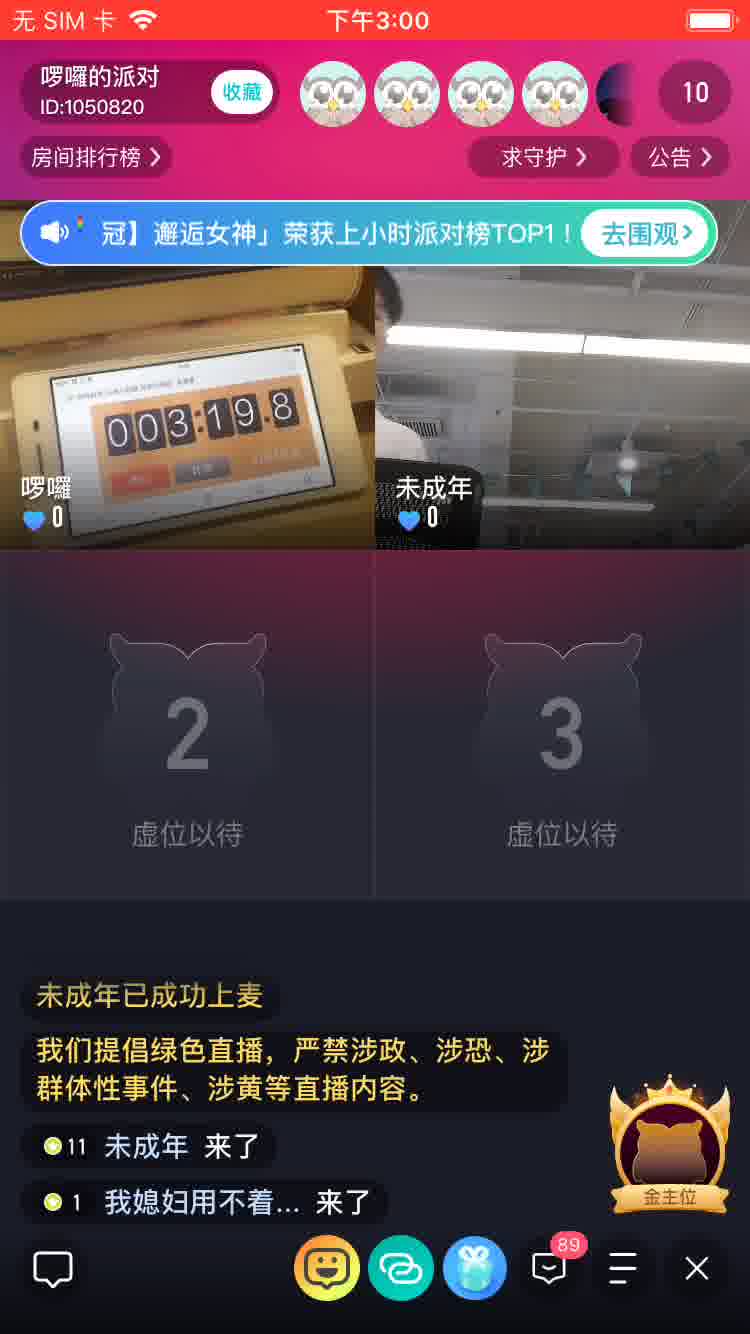 无 SIM 卡
下午3:00
啰囉的派对
ID:1050820
收藏
10
房间排行榜
求守护
公告
冠】邂逅女神」荣获上小时派对榜TOP1！
去围观
003:19.8
啰囉
0
未成年
0
2
虚位以待
3
虚位以待
未成年已成功上麦
我们提倡绿色直播，严禁涉政、涉恐、涉
群体性事件、涉黄等直播内容。
11 未成年 来了
1 我媳妇用不着... 来了
金主位
89